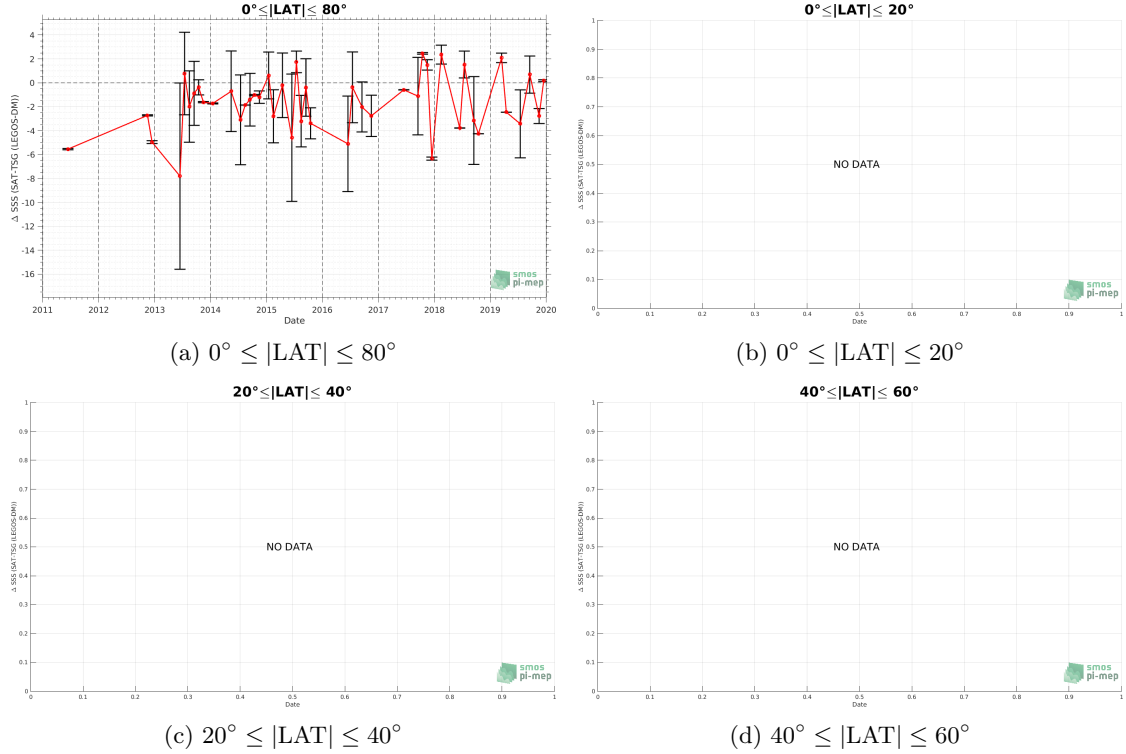 0°≤|LAT|≤ 80°
Δ SSS (SAT-TSG (LEGOS-DM))
4
2
0
-2
-4
-6
-8
-10
-12
-14
-16
2011 2012 2013 2014 2015 2016 2017 2018 2019 2020
Date
smos
pi-mep
(a) 0° ≤ |LAT| ≤ 80°
0°≤|LAT|≤ 20°
Δ SSS (SAT-TSG (LEGOS-DM))
1
0.9
0.8
0.7
0.6
0.5
0.4
0.3
0.2
0.1
0
NO DATA
0 0.1 0.2 0.3 0.4 0.5 0.6 0.7 0.8 0.9 1
Date
smos
pi-mep
(b) 0° ≤ |LAT| ≤ 20°
20°≤|LAT|≤ 40°
Δ SSS (SAT-TSG (LEGOS-DM))
1
0.9
0.8
0.7
0.6
0.5
0.4
0.3
0.2
0.1
0
NO DATA
0 0.1 0.2 0.3 0.4 0.5 0.6 0.7 0.8 0.9 1
Date
smos
pi-mep
(c) 20° ≤ |LAT| ≤ 40°
40°≤|LAT|≤ 60°
Δ SSS (SAT-TSG (LEGOS-DM))
1
0.9
0.8
0.7
0.6
0.5
0.4
0.3
0.2
0.1
0
NO DATA
0 0.1 0.2 0.3 0.4 0.5 0.6 0.7 0.8 0.9 1
Date
smos
pi-mep
(d) 40° ≤ |LAT| ≤ 60°